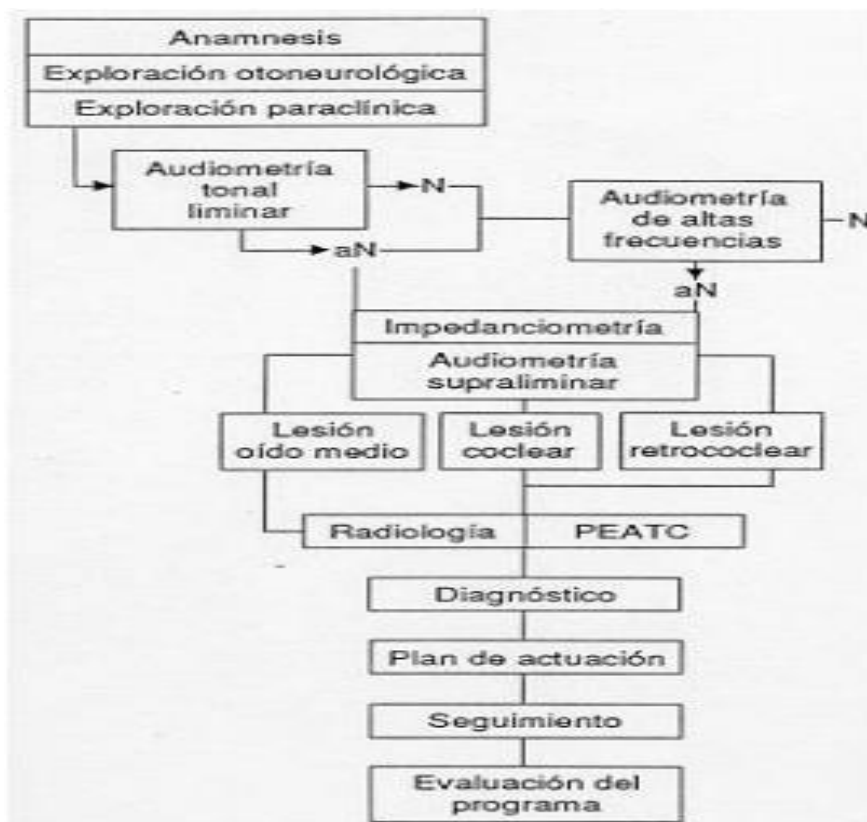 Anamnesis
Exploración otoneurológica
Exploración paraclínica
Audiometría
tonal
liminar
N
aN
Audiometría
de altas
frecuencias
N
aN
Impedanciometría
Audiometría
supraliminar
Lesión
oído medio
Lesión
coclear
Lesión
retrococlear
Radiología
PEATC
Diagnóstico
Plan de actuación
Seguimiento
Evaluación del
programa